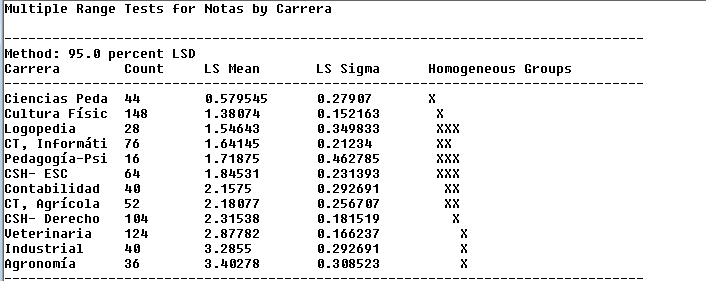 Multiple Range Tests for Notas by Carrera
--------------------------------------------------------------------------------
Method: 95.0 percent LSD
Carrera        Count     LS Mean           LS Sigma      Homogeneous Groups
--------------------------------------------------------------------------------
Ciencias Peda  44        0.579545          0.27907       X
Cultura Físic  148       1.38074           0.152163       X
Logopedia      28        1.54643           0.349833       XXX
CT, Informáti  76        1.64145           0.21234        XX
Pedagogía-Psi  16        1.71875           0.462785       XXX
CSH- ESC       64        1.84531           0.231393       XXX
Contabilidad   40        2.1575            0.292691        XX
CT, Agrícola   52        2.18077           0.256707        XX
CSH- Derecho   104       2.31538           0.181519         X
Veterinaria    124       2.87782           0.166237          X
Industrial     40        3.2855            0.292691          X
Agronomía      36        3.40278           0.308523          X
--------------------------------------------------------------------------------